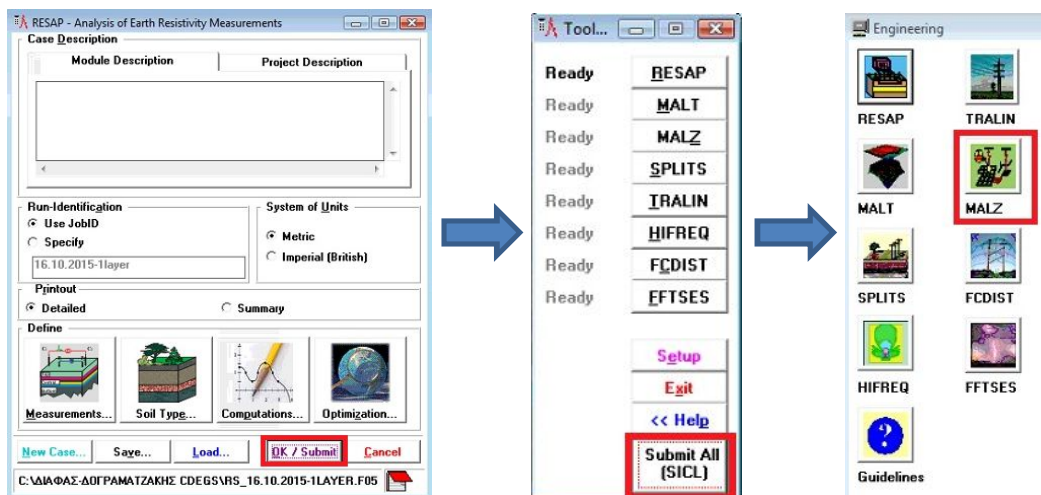 RESAP - Analysis of Earth Resistivity Measurements
Case Description
Module Description
Project Description
Run-Identification
Use JobID
Specify
16.10.2015-1layer
System of Units
Metric
Imperial (British)
Printout
Detailed
Summary
Define
Measurements...
Soil Type...
Computations...
Optimization...
New Case...
Save...
Load...
OK / Submit
Cancel
C:\ΔΙΑΦΑΣ-ΔΟΓΡΑΜΑΤΖΑΚΗΣ CDEGS\RS_16.10.2015-1LAYER.F05
Tool...
Ready RESAP
Ready MALT
Ready MALZ
Ready SPLITS
Ready TRALIN
Ready HIFREQ
Ready FCDIST
Ready FFTSES
Setup
Exit
<< Help
Submit All
(SICL)
Engineering
RESAP
TRALIN
MALT
MALZ
SPLITS
FCDIST
HIFREQ
FFTSES
?
Guidelines